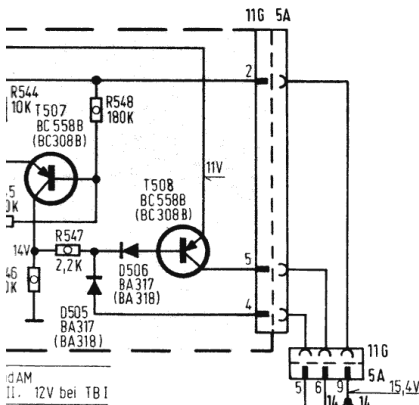 11G 5A
2
R544
10K
T507
BC558B
(BC308B)
R548
180K
11V
T508
BC558B
(BC308B)
14V
R547
2,2K
D506
BA317
(BA318)
5
4
D505
BA317
(BA318)
11G
5A
5 6 9
15,4V
14 14
AM
II. 12V bei TBI